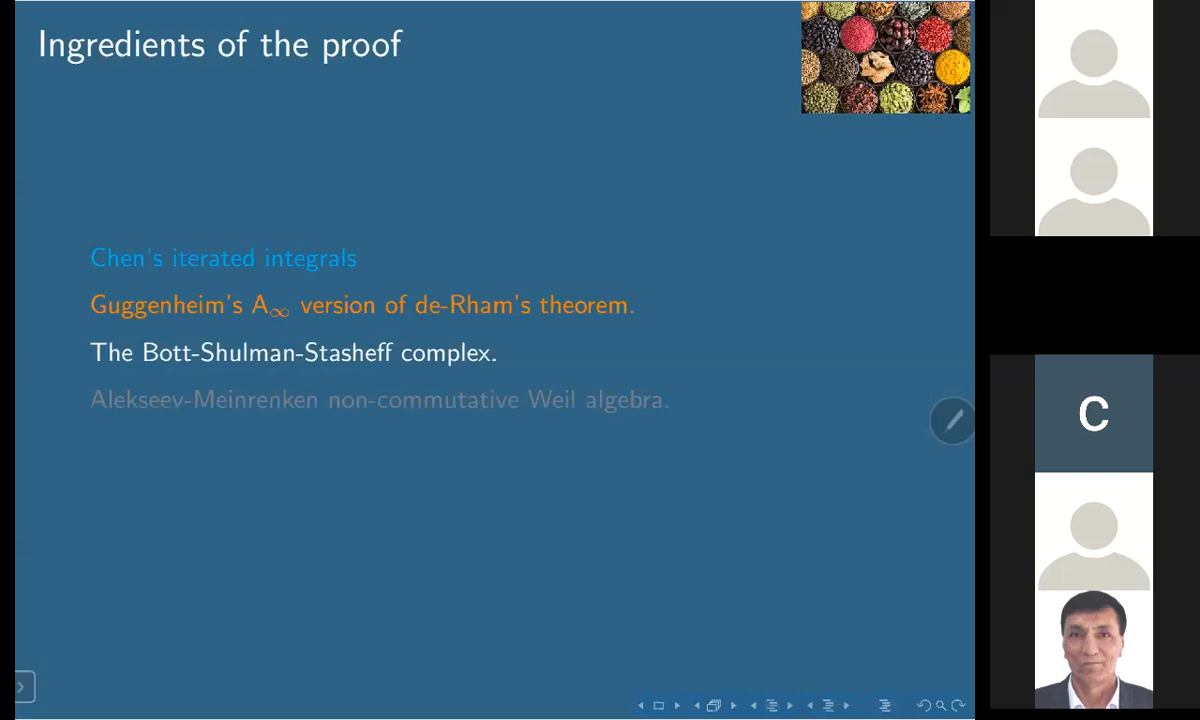 Ingredients of the proof
Chen's iterated integrals
Guggenheim's A∞ version of de-Rham's theorem.
The Bott-Shulman-Stasheff complex.
Alekseev-Meinrenken non-commutative Weil algebra.
C